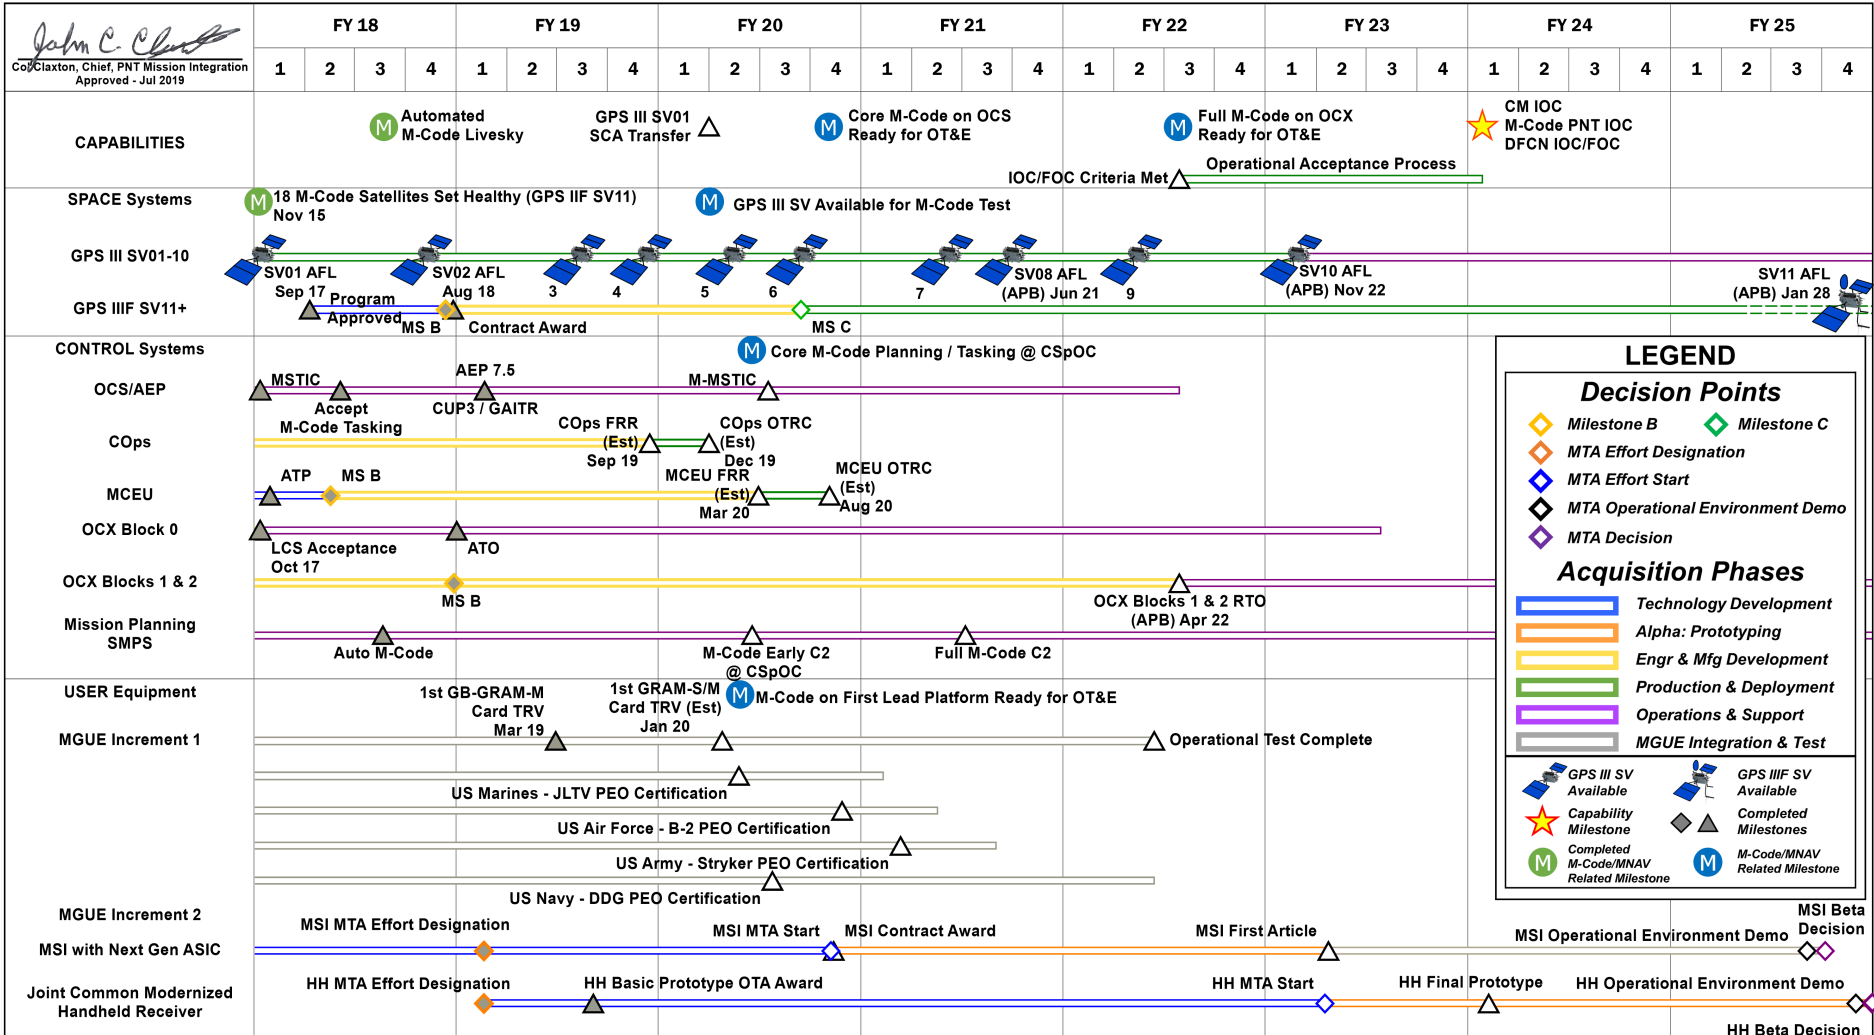 John C. Claxton
Col Claxton, Chief, PNT Mission Integration
Approved - Jul 2019
FY 18 FY 19 FY 20 FY 21 FY 22 FY 23 FY 24 FY 25
1 2 3 4 1 2 3 4 1 2 3 4 1 2 3 4 1 2 3 4 1 2 3 4 1 2 3 4 1 2 3 4
CAPABILITIES
M Automated
M-Code Livesky
GPS III SV01
SCA Transfer
M Core M-Code on OCS
Ready for OT&E
M Full M-Code on OCX
Ready for OT&E
CM IOC
M-Code PNT IOC
DFCN IOC/FOC
IOC/FOC Criteria Met
Operational Acceptance Process
SPACE Systems
M 18 M-Code Satellites Set Healthy (GPS IIF SV11)
Nov 15
M GPS III SV Available for M-Code Test
GPS III SV01-10
SV01 AFL
Sep 17
SV02 AFL
Aug 18
3
4
5
6
7
SV08 AFL
(APB) Jun 21
9
SV10 AFL
(APB) Nov 22
SV11 AFL
(APB) Jan 28
GPS IIIF SV11+
Program
Approved
MS B
Contract Award
MS C
CONTROL Systems
M Core M-Code Planning / Tasking @ CSpOC
OCS/AEP
MSTIC
Accept
M-Code Tasking
AEP 7.5
CUP3 / GAITR
M-MSTIC
COps
COps FRR
(Est)
Sep 19
COps OTRC
(Est)
Dec 19
MCEU
ATP
MS B
MCEU FRR
(Est)
Mar 20
MCEU OTRC
(Est)
Aug 20
OCX Block 0
LCS Acceptance
Oct 17
ATO
OCX Blocks 1 & 2
MS B
OCX Blocks 1 & 2 RTO
(APB) Apr 22
Mission Planning
SMPS
Auto M-Code
M-Code Early C2
@ CSpOC
Full M-Code C2
USER Equipment
1st GB-GRAM-M
Card TRV
Mar 19
1st GRAM-S/M
Card TRV (Est)
Jan 20
M M-Code on First Lead Platform Ready for OT&E
MGUE Increment 1
Operational Test Complete
US Marines - JLTV PEO Certification
US Air Force - B-2 PEO Certification
US Army - Stryker PEO Certification
US Navy - DDG PEO Certification
MGUE Increment 2
MSI with Next Gen ASIC
MSI MTA Effort Designation
MSI MTA Start
MSI Contract Award
MSI First Article
MSI Operational Environment Demo
MSI Beta
Decision
Joint Common Modernized
Handheld Receiver
HH MTA Effort Designation
HH Basic Prototype OTA Award
HH MTA Start
HH Final Prototype
HH Operational Environment Demo
HH Beta Decision
LEGEND
Decision Points
Milestone B
Milestone C
MTA Effort Designation
MTA Effort Start
MTA Operational Environment Demo
MTA Decision
Acquisition Phases
Technology Development
Alpha: Prototyping
Engr & Mfg Development
Production & Deployment
Operations & Support
MGUE Integration & Test
GPS III SV
Available
GPS IIIF SV
Available
Capability
Milestone
Completed
Milestones
M Completed
M-Code/MNAV
Related Milestone
M M-Code/MNAV
Related Milestone